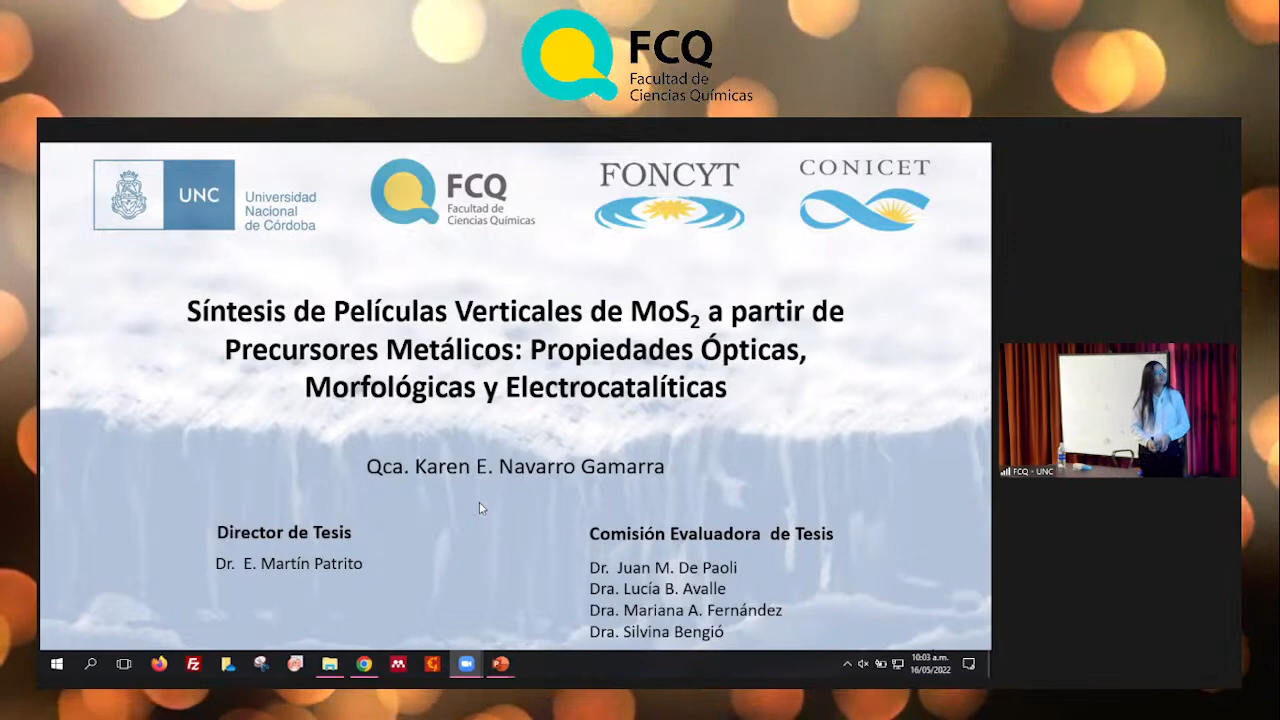 FCQ
Facultad de
Ciencias Químicas
UNC
Universidad
Nacional
de Córdoba
FCQ
Facultad de
Ciencias Químicas
FONCYT
CONICET
Síntesis de Películas Verticales de MoS₂ a partir de
Precursores Metálicos: Propiedades Ópticas,
Morfológicas y Electrocatalíticas
Qca. Karen E. Navarro Gamarra
Director de Tesis
Dr. E. Martín Patrito
Comisión Evaluadora de Tesis
Dr. Juan M. De Paoli
Dra. Lucía B. Avalle
Dra. Mariana A. Fernández
Dra. Silvina Bengió
FCQ - UNC
10:03 a.m.
16/05/2022